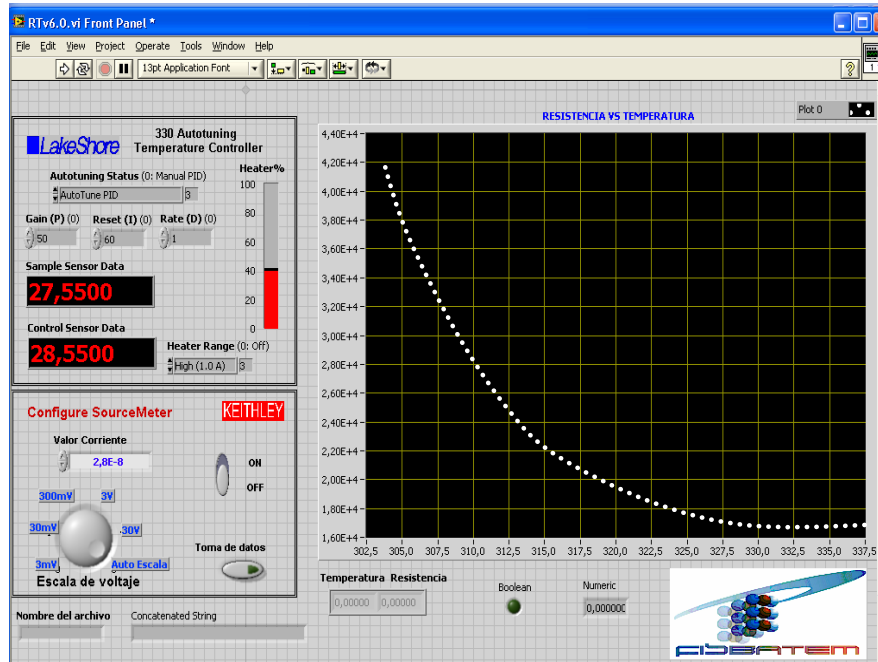 RTv6.0.vi Front Panel *
File Edit View Project Operate Tools Window Help
13pt Application Font
?
1
LakeShore
330 Autotuning
Temperature Controller
Autotuning Status (0: Manual PID)
AutoTune PID 3
Gain (P) (0) Reset (I) (0) Rate (D) (0)
50 60 1
Sample Sensor Data
27,5500
Control Sensor Data
28,5500
Heater%
100
80
60
40
20
0
Heater Range (0: Off)
High (1.0 A) 3
Configure SourceMeter
KEITHLEY
Valor Corriente
2,8E-8
ON
OFF
300mV 3V
30mV 30V
3mV Auto Escala
Escala de voltaje
Toma de datos
Nombre del archivo Concatenated String
RESISTENCIA VS TEMPERATURA
Plot 0
4,40E+4
4,20E+4
4,00E+4
3,80E+4
3,60E+4
3,40E+4
3,20E+4
3,00E+4
2,80E+4
2,60E+4
2,40E+4
2,20E+4
2,00E+4
1,80E+4
1,60E+4
302,5 305,0 307,5 310,0 312,5 315,0 317,5 320,0 322,5 325,0 327,5 330,0 332,5 335,0 337,5
Temperatura Resistencia
0,00000 0,00000
Boolean
Numeric
0,000000
FIBERATEM